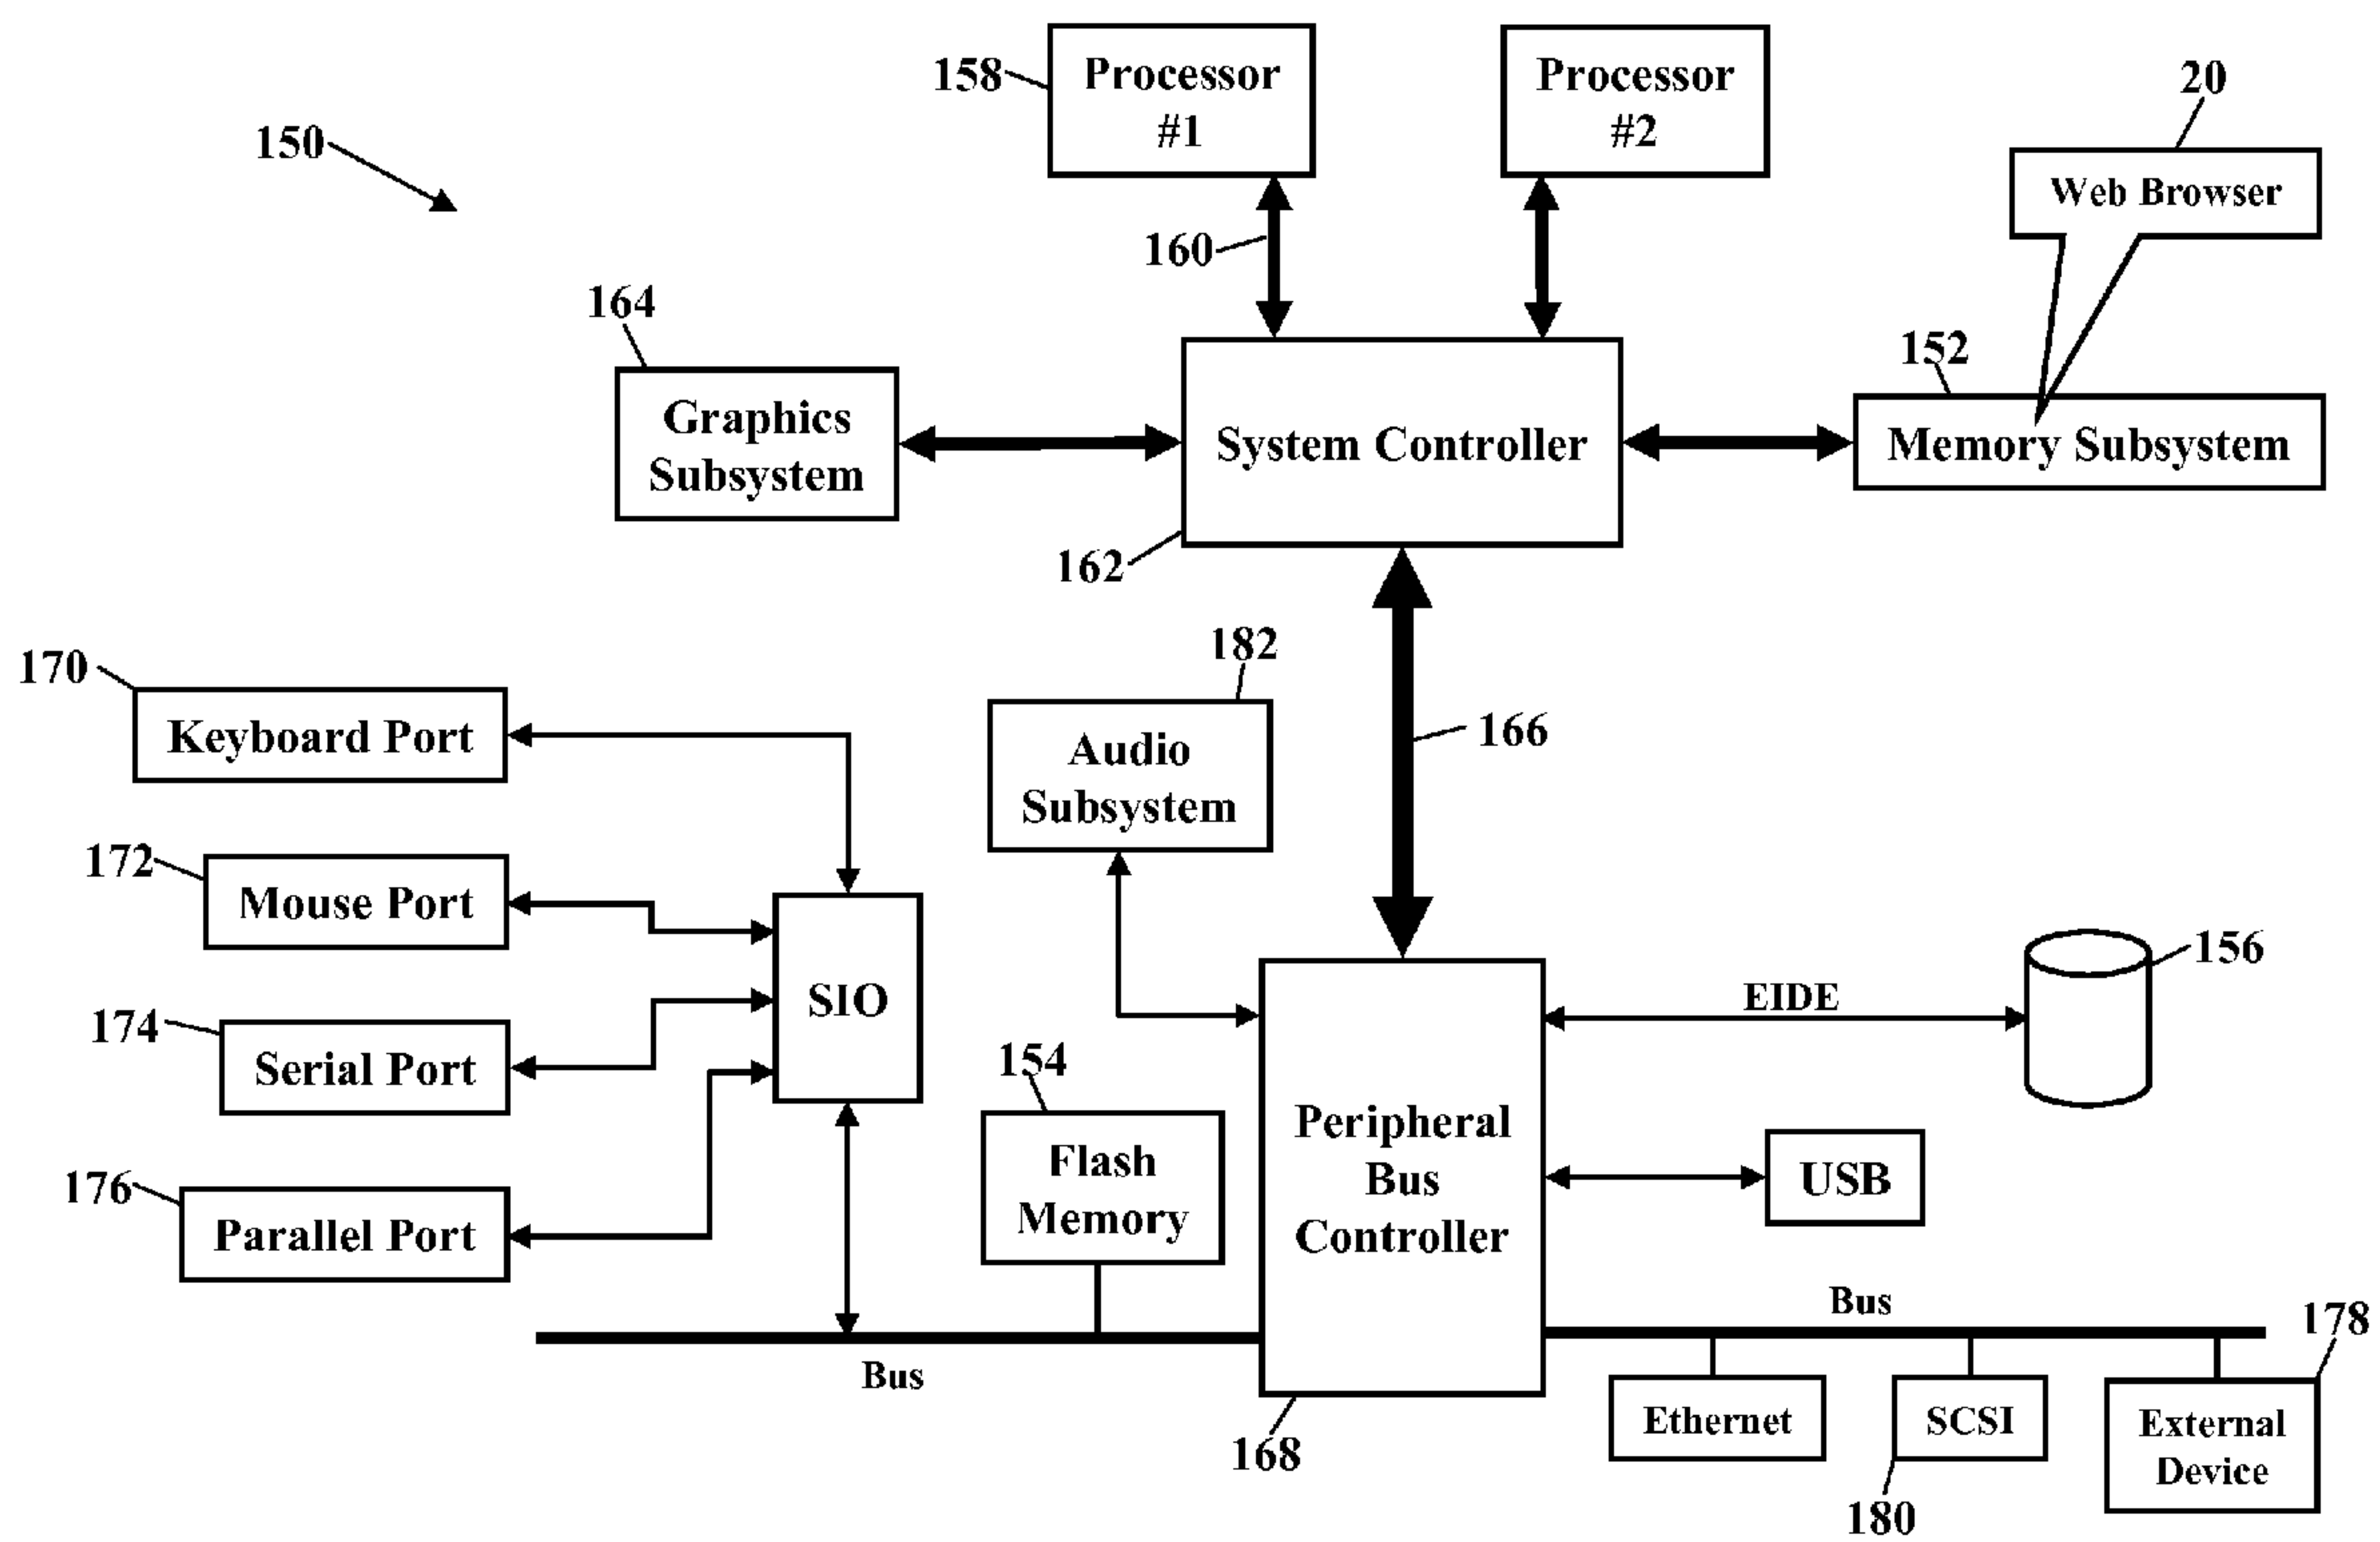 158
Processor
#1
Processor
#2
20
Web Browser
150
160
164
Graphics
Subsystem
System Controller
152
Memory Subsystem
162
182
170
Keyboard Port
Audio
Subsystem
166
172
Mouse Port
174
Serial Port
SIO
156
EIDE
154
Flash
Memory
Peripheral
Bus
Controller
USB
176
Parallel Port
Bus
Bus
178
Ethernet
SCSI
External
Device
168
180